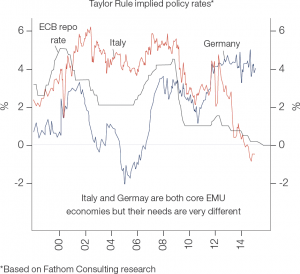 Taylor Rule implied policy rates*
ECB repo
rate
Italy
Germany
6
4
2
0
-2
%
6
4
2
0
-2
%
Italy and Germay are both core EMU
economies but their needs are very different
00 02 04 06 08 10 12 14
*Based on Fathom Consulting research